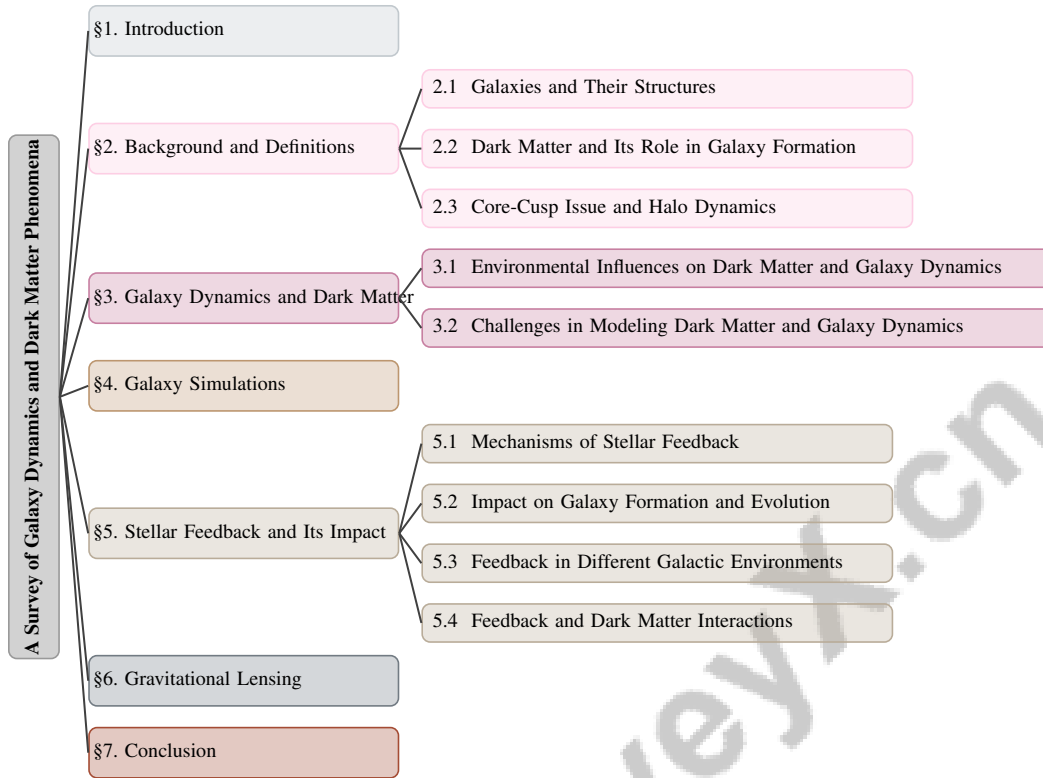 A Survey of Galaxy Dynamics and Dark Matter Phenomena
§1. Introduction
§2. Background and Definitions
2.1 Galaxies and Their Structures
2.2 Dark Matter and Its Role in Galaxy Formation
2.3 Core-Cusp Issue and Halo Dynamics
§3. Galaxy Dynamics and Dark Matter
3.1 Environmental Influences on Dark Matter and Galaxy Dynamics
3.2 Challenges in Modeling Dark Matter and Galaxy Dynamics
§4. Galaxy Simulations
§5. Stellar Feedback and Its Impact
5.1 Mechanisms of Stellar Feedback
5.2 Impact on Galaxy Formation and Evolution
5.3 Feedback in Different Galactic Environments
5.4 Feedback and Dark Matter Interactions
§6. Gravitational Lensing
§7. Conclusion
veyX.cn